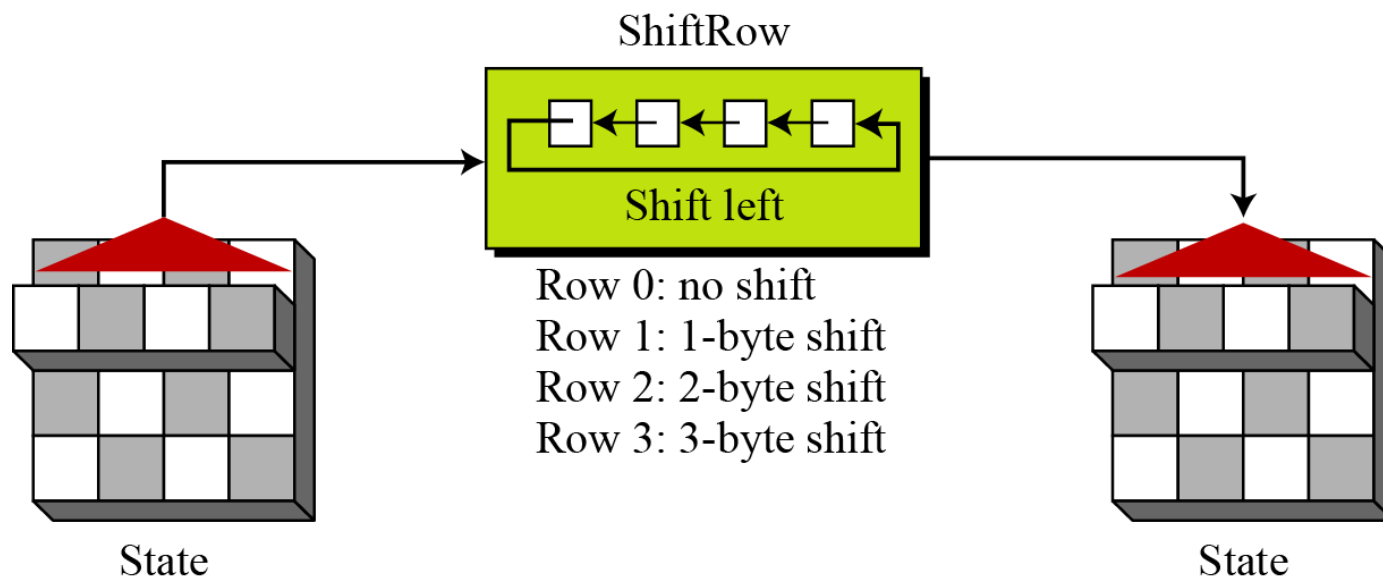 ShiftRow
Shift left
Row 0: no shift
Row 1: 1-byte shift
Row 2: 2-byte shift
Row 3: 3-byte shift
State
State